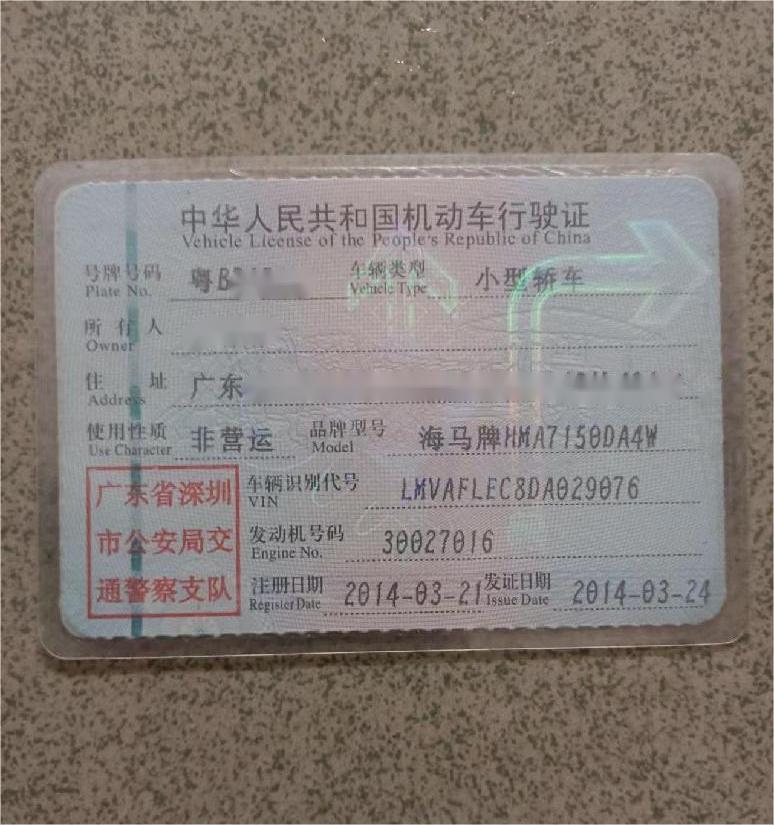 中华人民共和国机动车行驶证
Vehicle License of the People's Republic of China
号牌号码 粤B 车辆类型 小型轿车
Plate No. Vehicle Type
所有人
Owner
住址 广东
Address
使用性质 非营运 品牌型号 海马牌HMA7150DA4W
Use Character Model
广东省深圳
市公安局交
通警察支队
车辆识别代号 LMVAFLEC8DA029076
VIN
发动机号码 30027016
Engine No.
注册日期 2014-03-21 发证日期 2014-03-24
Register Date Issue Date